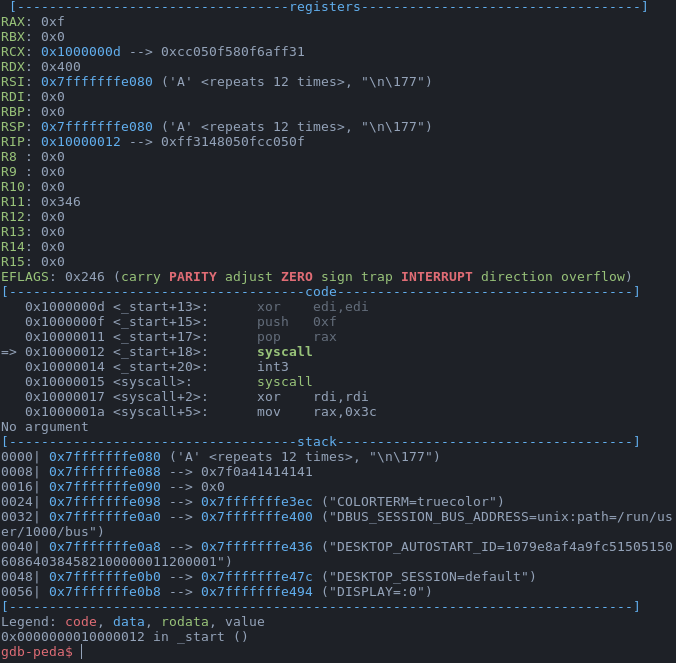 [----------------------------------registers-----------------------------------]
RAX: 0xf
RBX: 0x0
RCX: 0x1000000d --> 0xcc050f580f6aff31
RDX: 0x400
RSI: 0x7fffffffe080 ('A' <repeats 12 times>, "\n\177")
RDI: 0x0
RBP: 0x0
RSP: 0x7fffffffe080 ('A' <repeats 12 times>, "\n\177")
RIP: 0x10000012 --> 0xff3148050fcc050f
R8 : 0x0
R9 : 0x0
R10: 0x0
R11: 0x346
R12: 0x0
R13: 0x0
R14: 0x0
R15: 0x0
EFLAGS: 0x246 (carry PARITY adjust ZERO sign trap INTERRUPT direction overflow)
[-------------------------------------code-------------------------------------]
   0x1000000d <_start+13>:	xor    edi,edi
   0x1000000f <_start+15>:	push   0xf
   0x10000011 <_start+17>:	pop    rax
=> 0x10000012 <_start+18>:	syscall
   0x10000014 <_start+20>:	int3
   0x10000015 <syscall>:	syscall
   0x10000017 <syscall+2>:	xor    rdi,rdi
   0x1000001a <syscall+5>:	mov    rax,0x3c
No argument
[------------------------------------stack-------------------------------------]
0000| 0x7fffffffe080 ('A' <repeats 12 times>, "\n\177")
0008| 0x7fffffffe088 --> 0x7f0a41414141
0016| 0x7fffffffe090 --> 0x0
0024| 0x7fffffffe098 --> 0x7fffffffe3ec ("COLORTERM=truecolor")
0032| 0x7fffffffe0a0 --> 0x7fffffffe400 ("DBUS_SESSION_BUS_ADDRESS=unix:path=/run/us
er/1000/bus")
0040| 0x7fffffffe0a8 --> 0x7fffffffe436 ("DESKTOP_AUTOSTART_ID=1079e8af4a9fc51505150
608640384582100000011200001")
0048| 0x7fffffffe0b0 --> 0x7fffffffe47c ("DESKTOP_SESSION=default")
0056| 0x7fffffffe0b8 --> 0x7fffffffe494 ("DISPLAY=:0")
[------------------------------------------------------------------------------]
Legend: code, data, rodata, value
0x0000000010000012 in _start ()
gdb-peda$